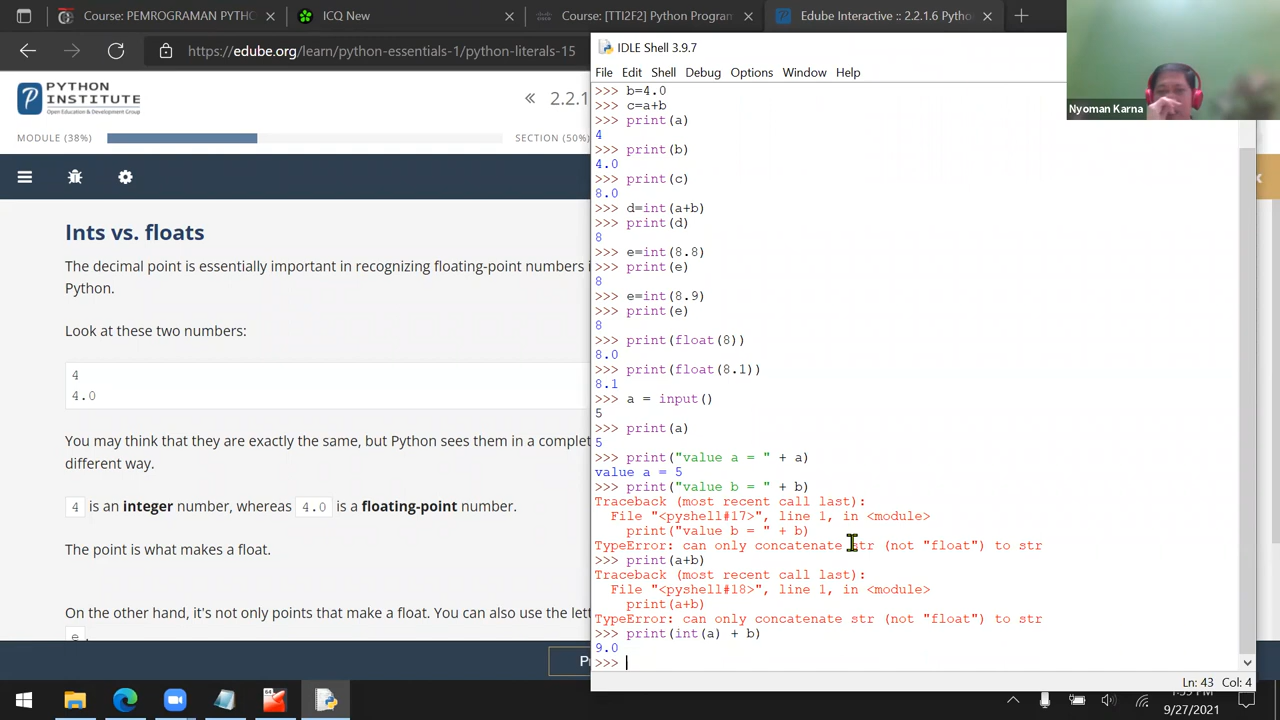 Course: PEMROGRAMAN PYTH
ICQ New
Course: [TTI2F2] Python Program
Edube Interactive :: 2.2.1.6 Pytho
https://edube.org/learn/python-essentials-1/python-literals-15
PYTHON
INSTITUTE
Open Education & Development Group
2.2.1
MODULE (38%)
SECTION (50%)
Ints vs. floats
The decimal point is essentially important in recognizing floating-point numbers i
Python.
Look at these two numbers:
4
4.0
You may think that they are exactly the same, but Python sees them in a complet
different way.
4 is an integer number, whereas 4.0 is a floating-point number.
The point is what makes a float.
On the other hand, it's not only points that make a float. You can also use the lett
e .
IDLE Shell 3.9.7
File Edit Shell Debug Options Window Help
>>> b=4.0
>>> c=a+b
>>> print(a)
4
>>> print(b)
4.0
>>> print(c)
8.0
>>> d=int(a+b)
>>> print(d)
8
>>> e=int(8.8)
>>> print(e)
8
>>> e=int(8.9)
>>> print(e)
8
>>> print(float(8))
8.0
>>> print(float(8.1))
8.1
>>> a = input()
5
>>> print(a)
5
>>> print("value a = " + a)
value a = 5
>>> print("value b = " + b)
Traceback (most recent call last):
  File "<pyshell#17>", line 1, in <module>
    print("value b = " + b)
TypeError: can only concatenate str (not "float") to str
>>> print(a+b)
Traceback (most recent call last):
  File "<pyshell#18>", line 1, in <module>
    print(a+b)
TypeError: can only concatenate str (not "float") to str
>>> print(int(a) + b)
9.0
>>>
Ln: 43 Col: 4
Nyoman Karna
9/27/2021